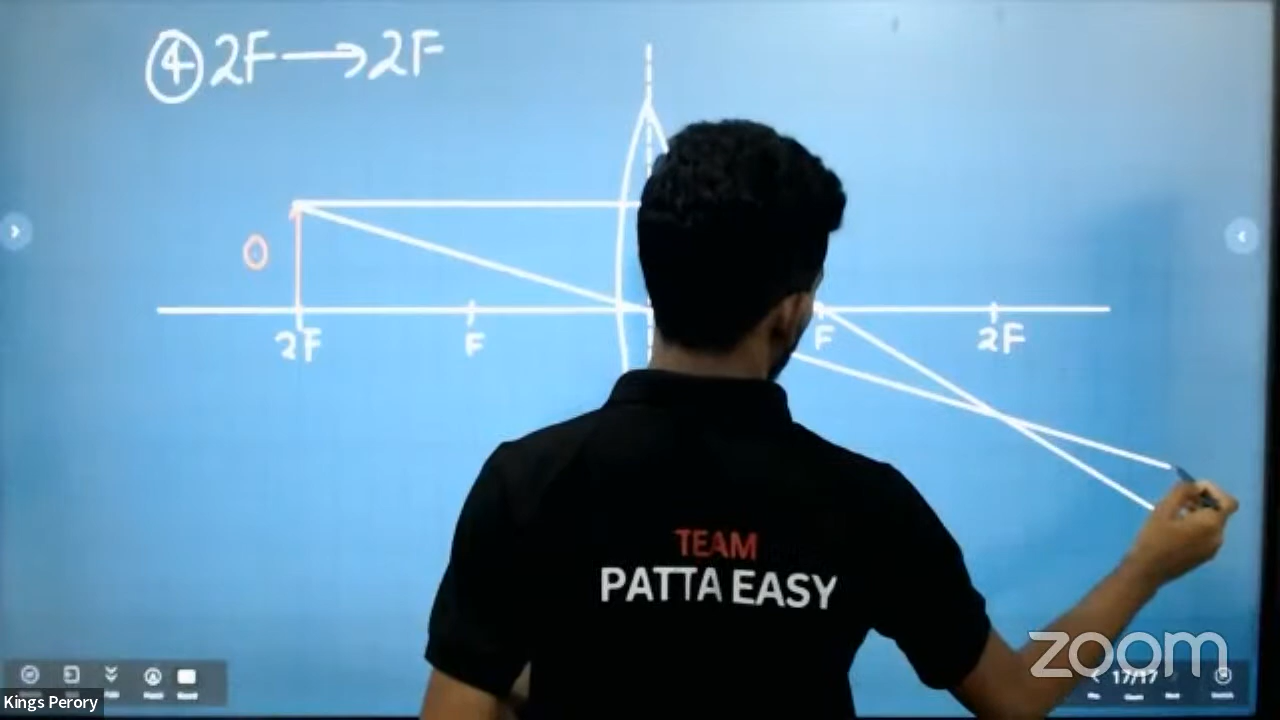 ④ 2F → 2F
O
2F F F 2F
TEAM
PATTA EASY
zoom
17/17
Kings Perory